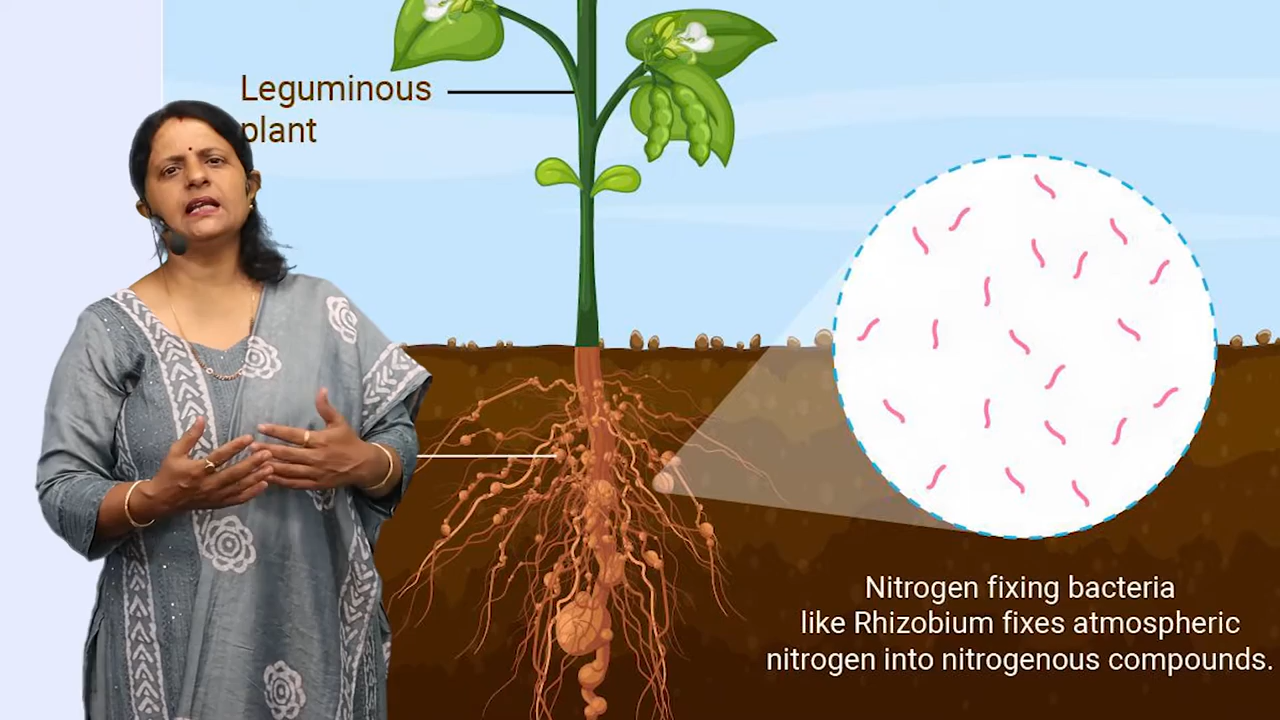 Leguminous
plant
Nitrogen fixing bacteria
like Rhizobium fixes atmospheric
nitrogen into nitrogenous compounds.